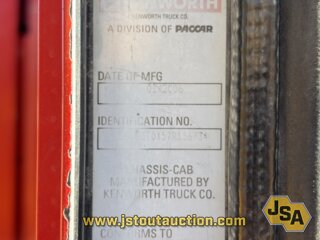 KENWORTH
KENWORTH TRUCK CO.
A DIVISION OF PACCAR
DATE OF MFG
IDENTIFICATION NO.
CHASSIS-CAB
MANUFACTURED BY
KENWORTH TRUCK CO
CONFORMS TO
www.jstoutauction.com
JSA